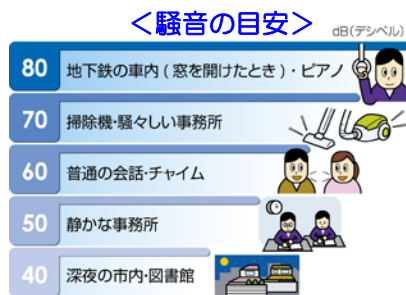 ＜騒音の目安＞
dB(デシベル)
80 地下鉄の車内(窓を開けたとき)・ピアノ
70 掃除機・騒々しい事務所
60 普通の会話・チャイム
50 静かな事務所
40 深夜の市内・図書館